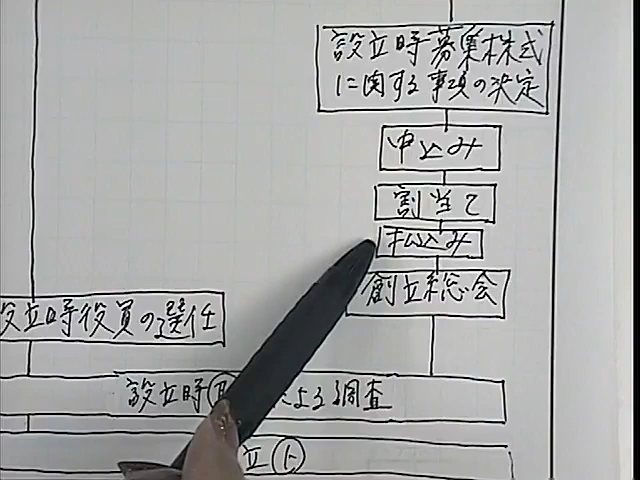 設立時募集株式
に関する事項の決定
申込み
割当て
払込み
創立総会
設立時役員の選任
設立時
による調査
立